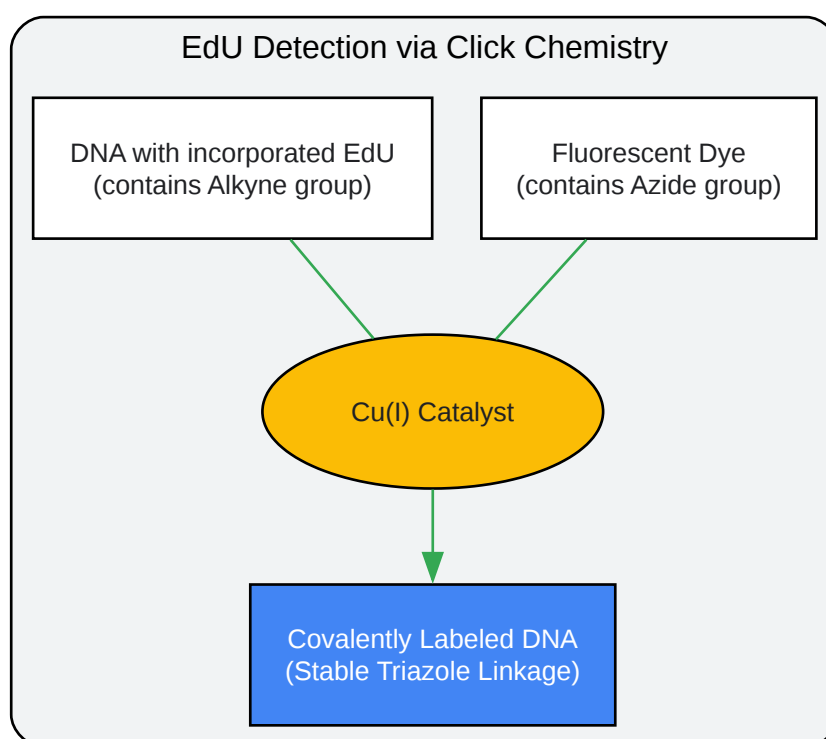 EdU Detection via Click Chemistry
DNA with incorporated EdU
(contains Alkyne group)
Fluorescent Dye
(contains Azide group)
Cu(I) Catalyst
Covalently Labeled DNA
(Stable Triazole Linkage)